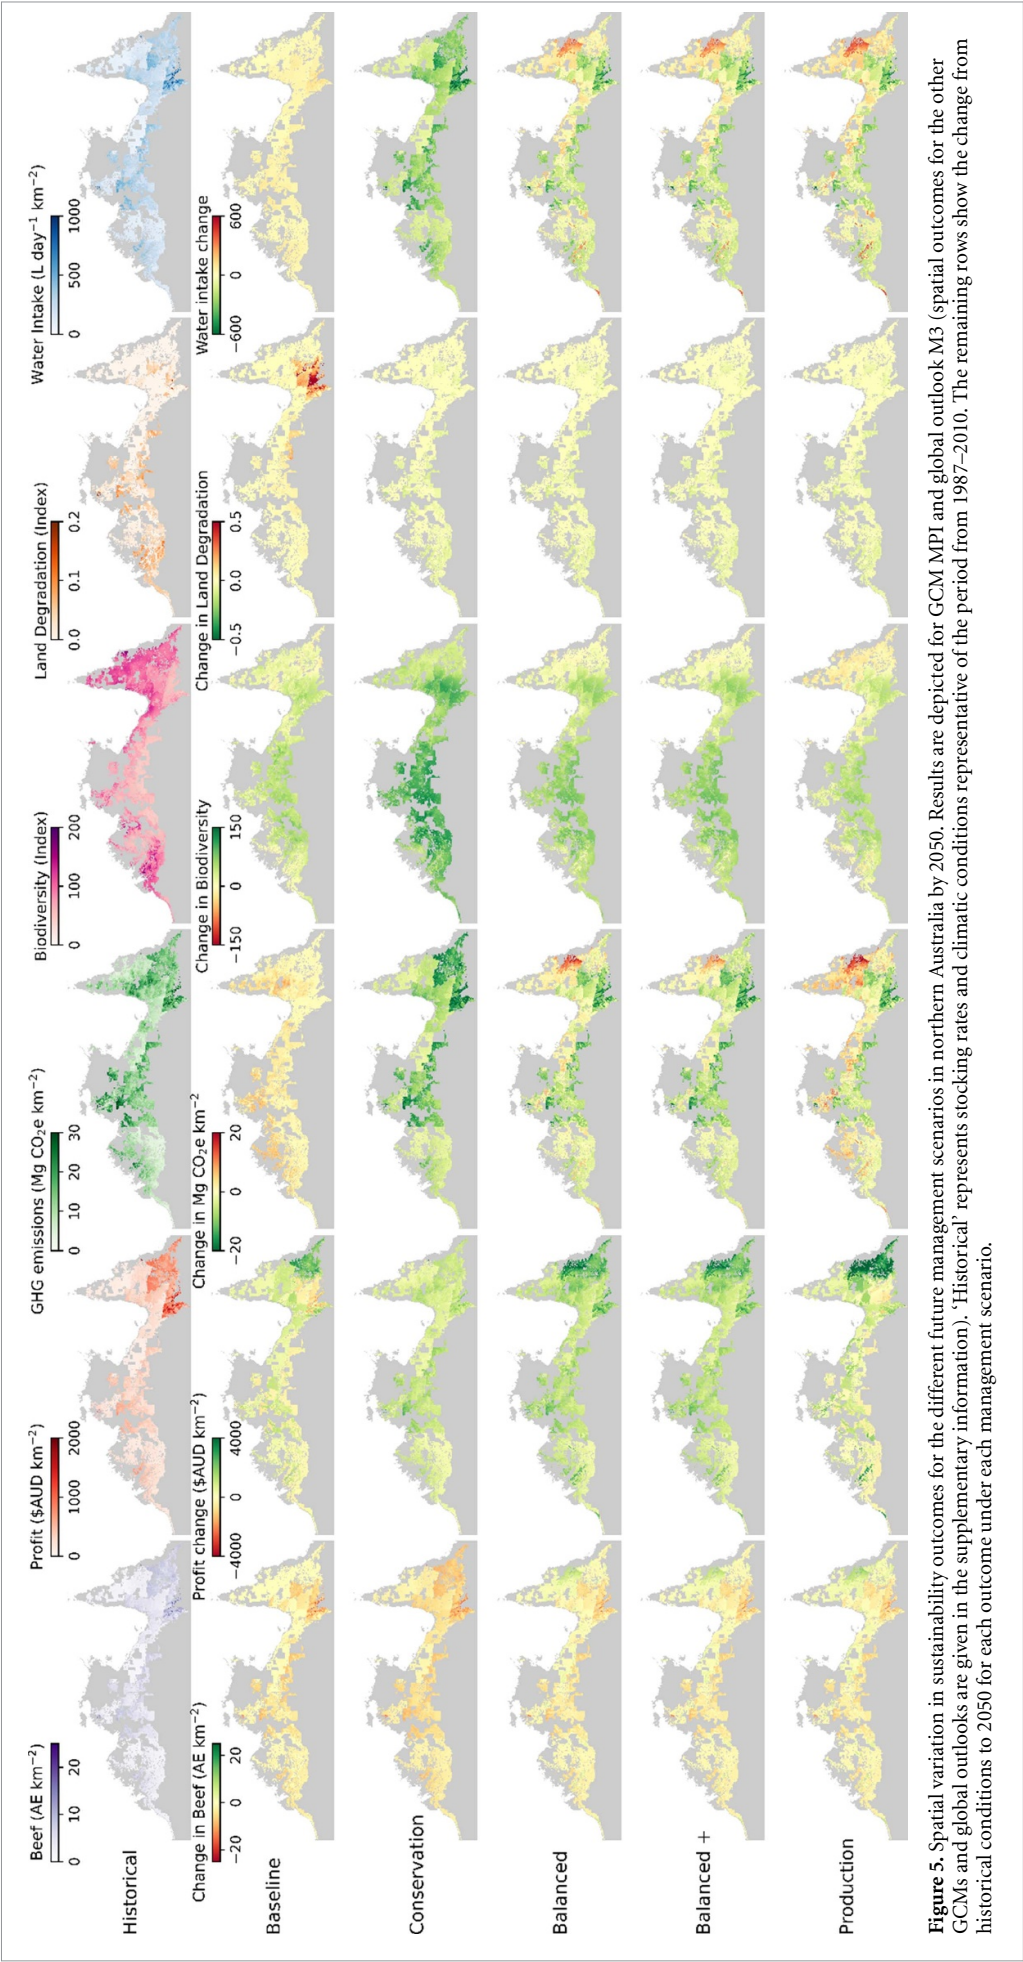 Beef (AE km−2)
0 10 20
Profit ($AUD km−2)
0 1000 2000
GHG emissions (Mg CO2e km−2)
0 10 20 30
Biodiversity (Index)
0 100 200
Land Degradation (Index)
0.0 0.1 0.2
Water Intake (L day−1 km−2)
0 500 1000
Historical
Change in Beef (AE km−2)
−20 0 20
Profit change ($AUD km−2)
−4000 0 4000
Change in Mg CO2e km−2
−20 0 20
Change in Biodiversity
−150 0 150
Change in Land Degradation
−0.5 0.0 0.5
Water intake change
−600 0 600
Baseline
Conservation
Balanced
Balanced +
Production
Figure 5. Spatial variation in sustainability outcomes for the different future management scenarios in northern Australia by 2050. Results are depicted for GCM MPI and global outlook M3 (spatial outcomes for the other
GCMs and global outlooks are given in the supplementary information). ‘Historical’ represents stocking rates and climatic conditions representative of the period from 1987–2010. The remaining rows show the change from
historical conditions to 2050 for each outcome under each management scenario.